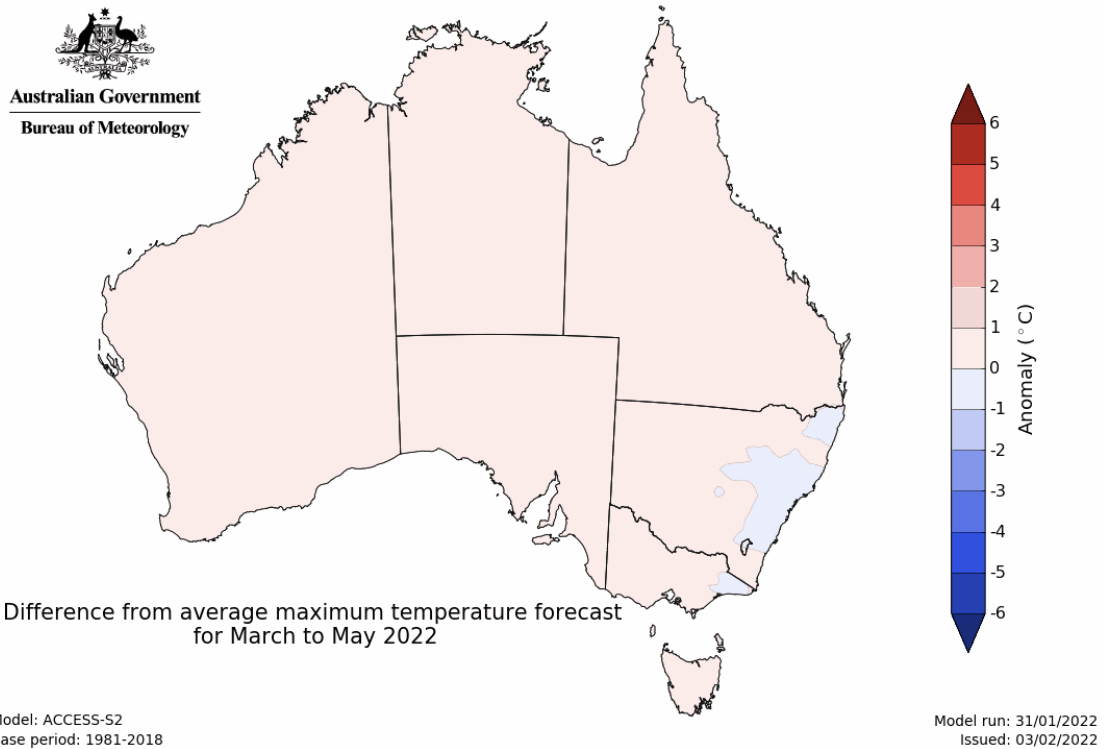 Australian Government
Bureau of Meteorology
6
5
4
3
2
1
0
-1
-2
-3
-4
-5
-6
Anomaly (°C)
Difference from average maximum temperature forecast
for March to May 2022
Model: ACCESS-S2
ase period: 1981-2018
Model run: 31/01/2022
Issued: 03/02/2022